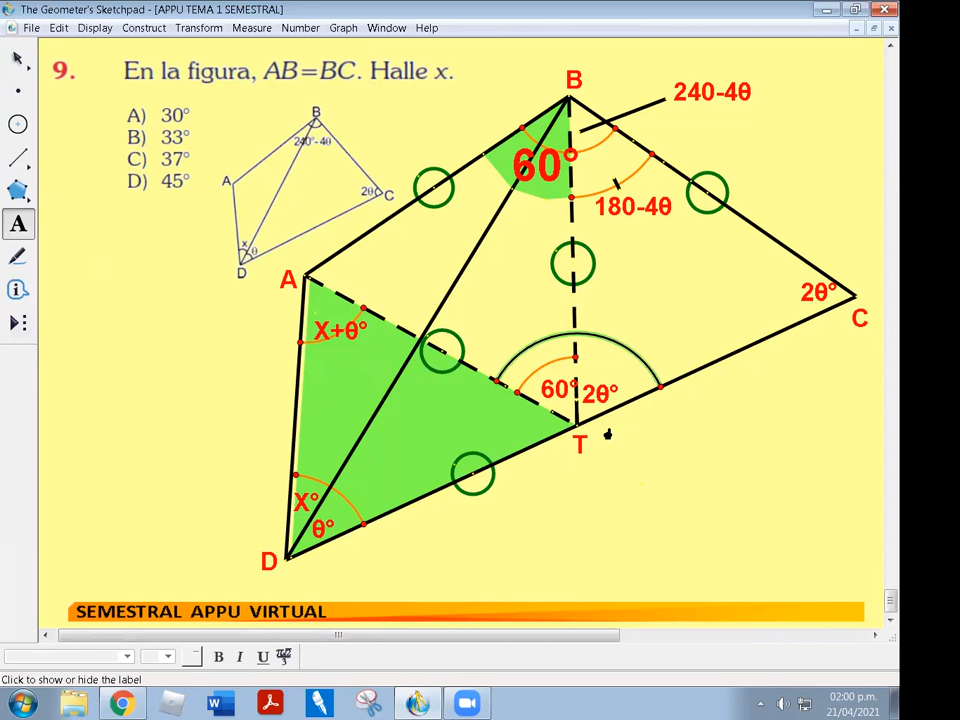 The Geometer's Sketchpad - [APPU TEMA 1 SEMESTRAL]
File Edit Display Construct Transform Measure Number Graph Window Help
9. En la figura, AB=BC. Halle x.
A) 30°
B) 33°
C) 37°
D) 45°
B
240°-4θ
A
2θ
C
x
θ
D
B
240-4θ
60°
180-4θ
A
X+θ°
2θ°
C
60°
2θ°
T
X°
θ°
D
SEMESTRAL APPU VIRTUAL
A
B I U
Click to show or hide the label
02:00 p.m.
21/04/2021